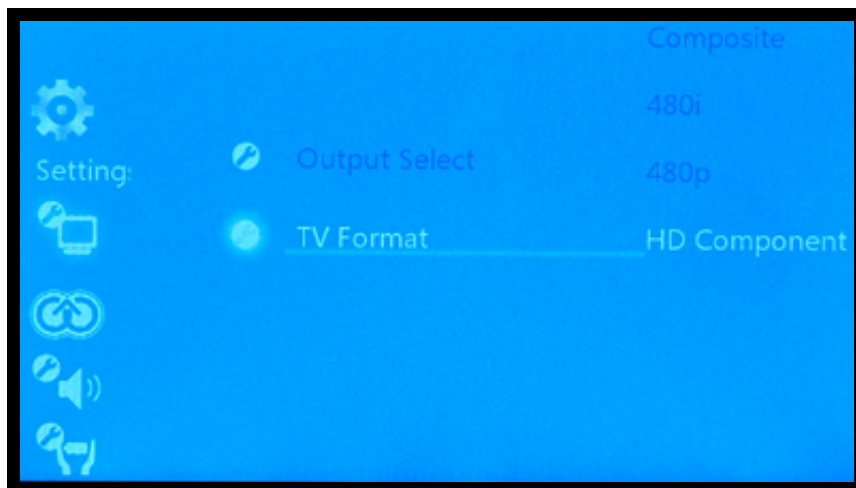 Composite
480i
Setting
Output Select
480p
TV Format
HD Component